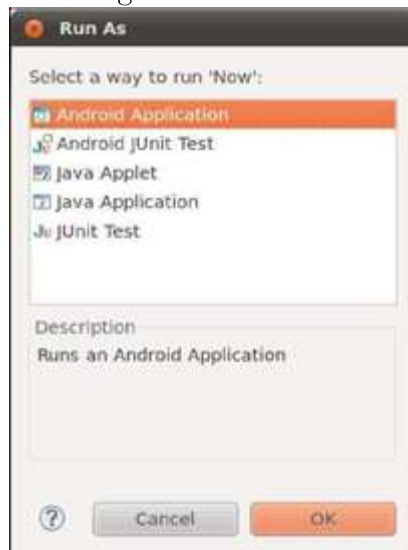 Run As
Select a way to run 'Now':
Android Application
Android JUnit Test
Java Applet
Java Application
Ju JUnit Test
Description
Runs an Android Application
?
Cancel
OK